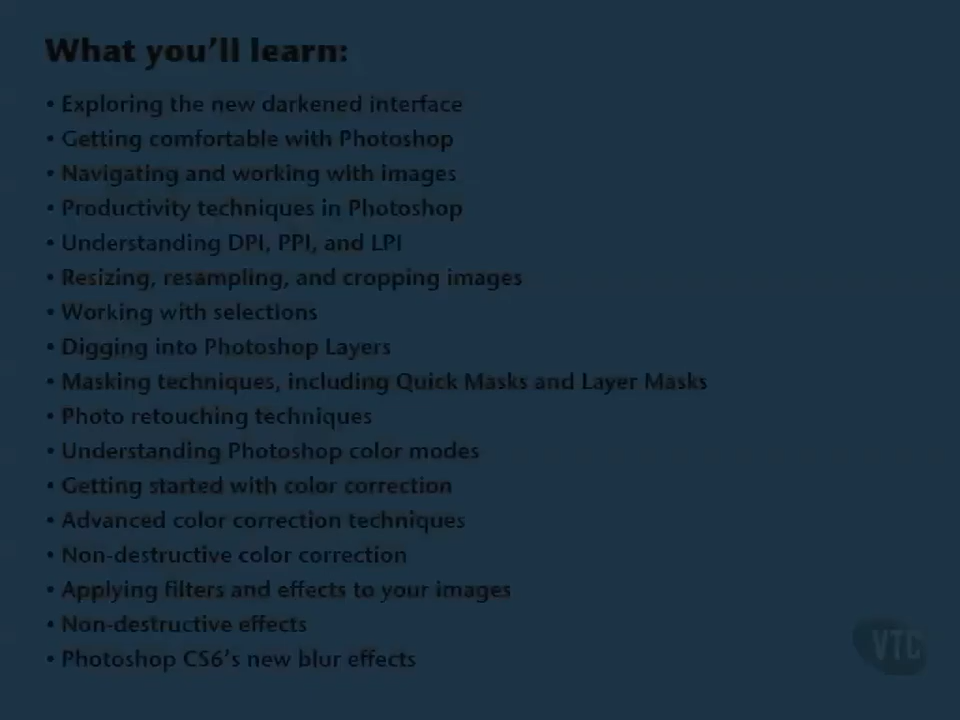 What you’ll learn:
• Exploring the new darkened interface
• Getting comfortable with Photoshop
• Navigating and working with images
• Productivity techniques in Photoshop
• Understanding DPI, PPI, and LPI
• Resizing, resampling, and cropping images
• Working with selections
• Digging into Photoshop Layers
• Masking techniques, including Quick Masks and Layer Masks
• Photo retouching techniques
• Understanding Photoshop color modes
• Getting started with color correction
• Advanced color correction techniques
• Non-destructive color correction
• Applying filters and effects to your images
• Non-destructive effects
• Photoshop CS6’s new blur effects
VTC